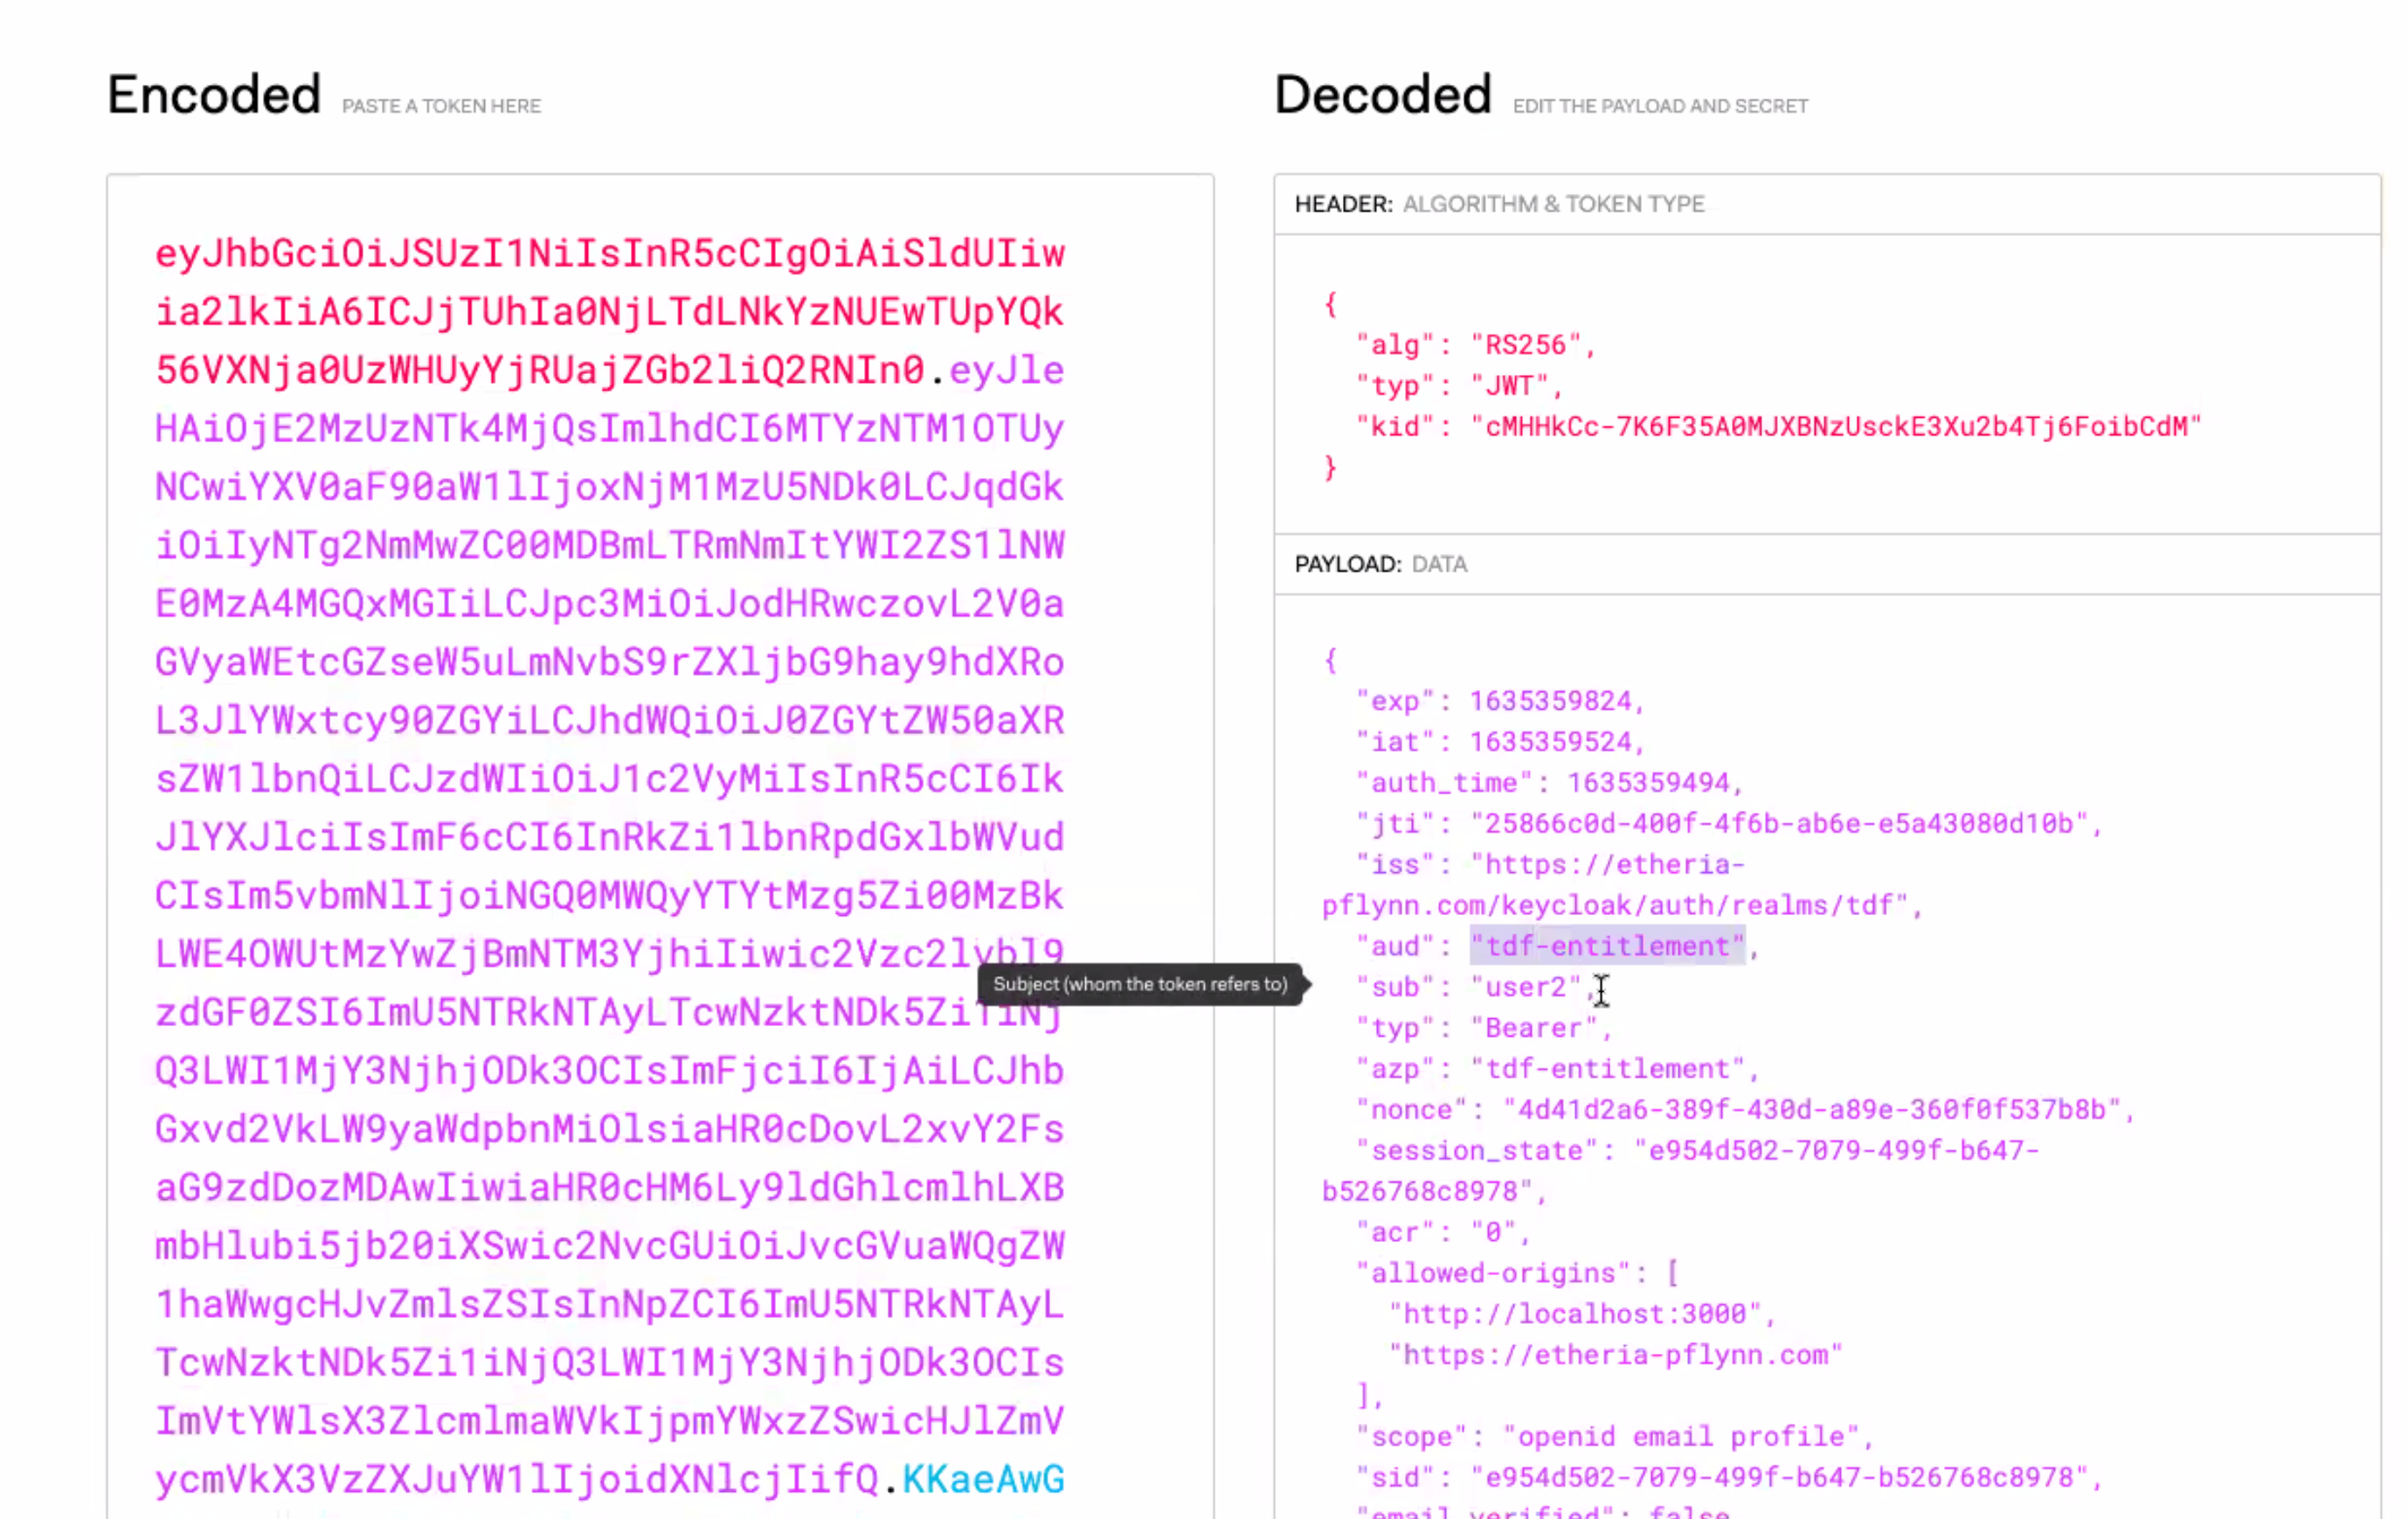 Encoded PASTE A TOKEN HERE
eyJhbGciOiJSUzI1NiIsInR5cCIgOiAiSldUIiw
ia2lkIiA6ICJjTUhIa0NjLTdLNkYzNUEwTUpYQk
56VXNja0UzWHUyYjRUajZGb2liQ2RNIn0.eyJle
HAiOjE2MzUzNTk4MjQsImlhdCI6MTYzNTM1OTUy
NCwiYXV0aF90aW1lIjoxNjM1MzU5NDk0LCJqdGk
iOiIyNTg2NmMwZC00MDBmLTRmNmItYWI2ZS1lNW
E0MzA4MGQxMGIiLCJpc3MiOiJodHRwczovL2V0a
GVyaWEtcGZseW5uLmNvbS9rZXljbG9hay9hdXRo
L3JlYWxtcy90ZGYiLCJhdWQiOiJ0ZGYtZW50aXR
sZW1lbnQiLCJzdWIiOiJ1c2VyMiIsInR5cCI6Ik
JlYXJlciIsImF6cCI6InRkZi1lbnRpdGxlbWVud
CIsIm5vbmNlIjoiNGQ0MWQyYTYtMzg5Zi00MzBk
LWE4OWUtMzYwZjBmNTM3YjhiIiwic2Vzc2lvbl9
zdGF0ZSI6ImU5NTRkNTAyLTcwNzktNDk5Zi1iNj
Q3LWI1MjY3NjhjODk3OCIsImFjciI6IjAiLCJhb
Gxvd2VkLW9yaWdpbnMiOlsiaHR0cDovL2xvY2Fs
aG9zdDozMDAwIiwiaHR0cHM6Ly9ldGhlcmlhLXB
mbHlubi5jb20iXSwic2NvcGUiOiJvcGVuaWQgZW
1haWwgcHJvZmlsZSIsInNpZCI6ImU5NTRkNTAyL
TcwNzktNDk5Zi1iNjQ3LWI1MjY3NjhjODk3OCIs
ImVtYWlsX3ZlcmlmaWVkIjpmYWxzZSwicHJlZmV
ycmVkX3VzZXJuYW1lIjoidXNlcjIifQ.KKaeAwG
Decoded EDIT THE PAYLOAD AND SECRET
HEADER: ALGORITHM & TOKEN TYPE
{
"alg": "RS256",
"typ": "JWT",
"kid": "cMHHkCc-7K6F35A0MJXBNzUsckE3Xu2b4Tj6FoibCdM"
}
PAYLOAD: DATA
{
"exp": 1635359824,
"iat": 1635359524,
"auth_time": 1635359494,
"jti": "25866c0d-400f-4f6b-ab6e-e5a43080d10b",
"iss": "https://etheria-
pflynn.com/keycloak/auth/realms/tdf",
"aud": "tdf-entitlement",
Subject (whom the token refers to)
"sub": "user2",
"typ": "Bearer",
"azp": "tdf-entitlement",
"nonce": "4d41d2a6-389f-430d-a89e-360f0f537b8b",
"session_state": "e954d502-7079-499f-b647-
b526768c8978",
"acr": "0",
"allowed-origins": [
"http://localhost:3000",
"https://etheria-pflynn.com"
],
"scope": "openid email profile",
"sid": "e954d502-7079-499f-b647-b526768c8978",
"email_verified": false